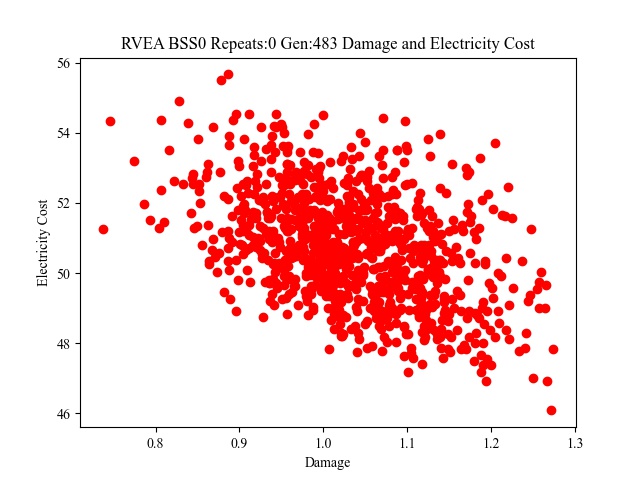 RVEA BSS0 Repeats:0 Gen:483 Damage and Electricity Cost
56
54
52
50
48
46
Electricity Cost
0.8 0.9 1.0 1.1 1.2 1.3
Damage